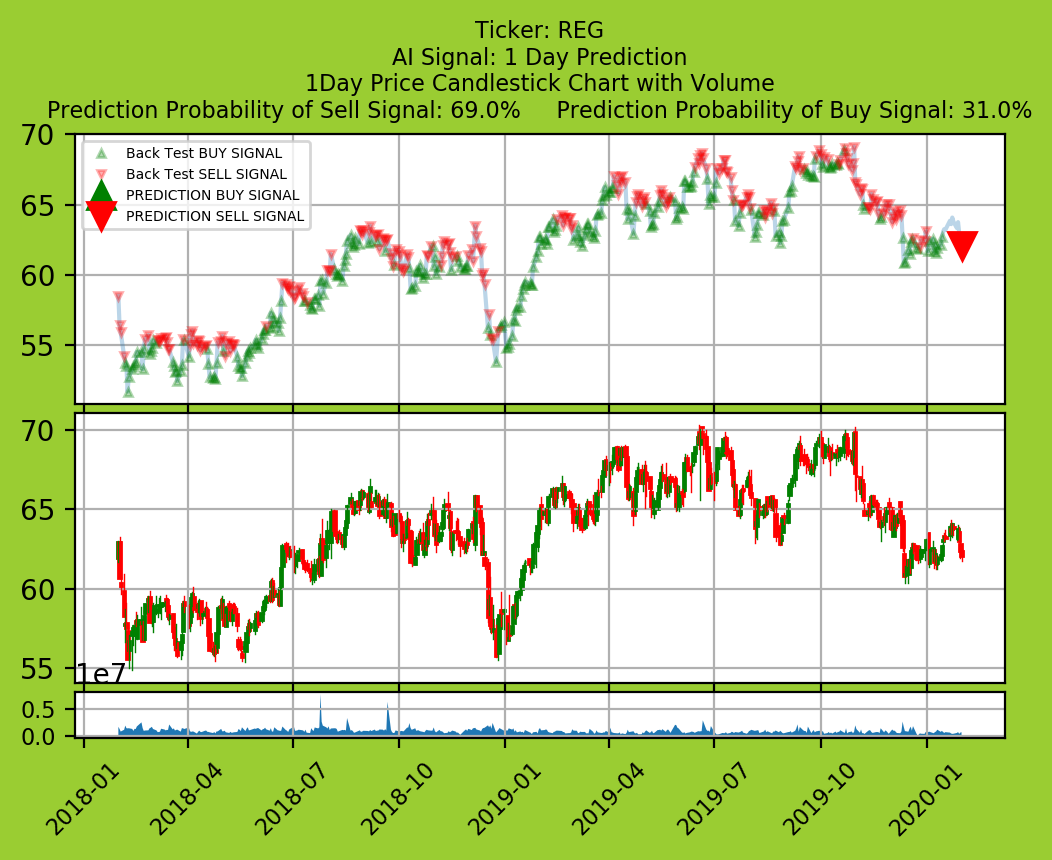 Ticker: REG
AI Signal: 1 Day Prediction
1Day Price Candlestick Chart with Volume
Prediction Probability of Sell Signal: 69.0%    Prediction Probability of Buy Signal: 31.0%
70
65
60
55
Back Test BUY SIGNAL
Back Test SELL SIGNAL
PREDICTION BUY SIGNAL
PREDICTION SELL SIGNAL
70
65
60
55
1e7
0.5
0.0
2018-01 2018-04 2018-07 2018-10 2019-01 2019-04 2019-07 2019-10 2020-01